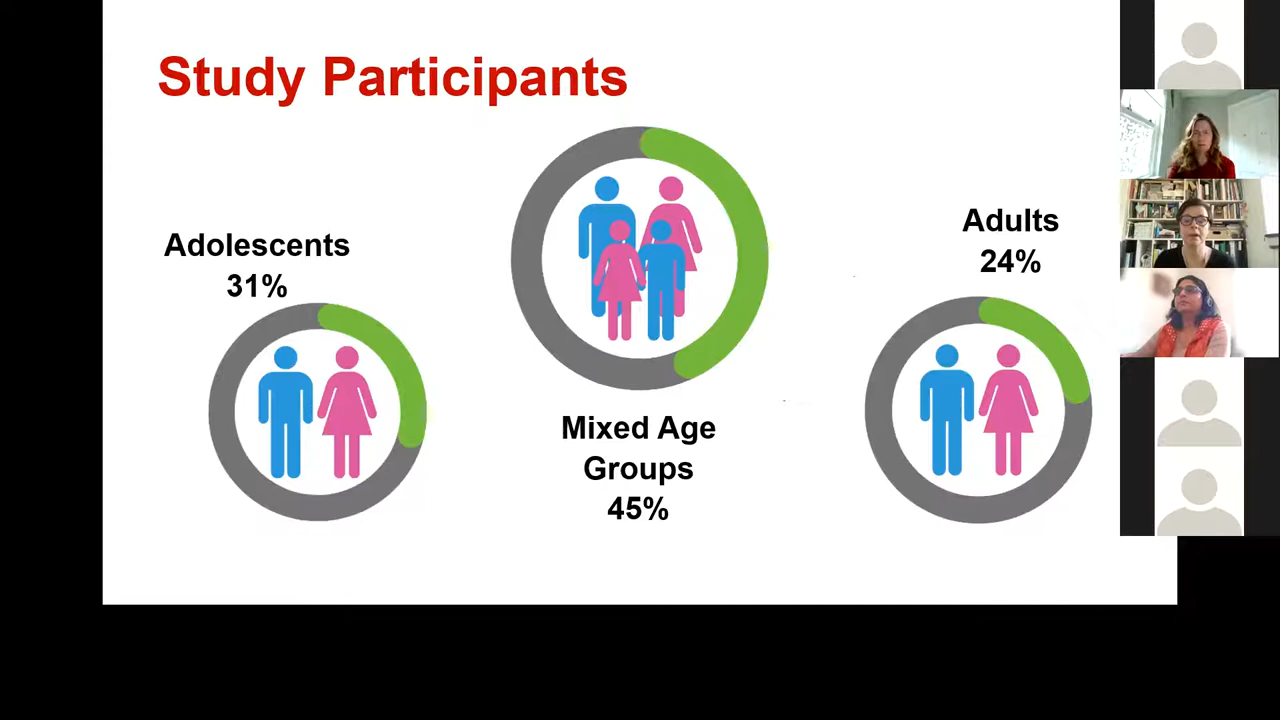 Study Participants
Adolescents
31%
Mixed Age
Groups
45%
Adults
24%